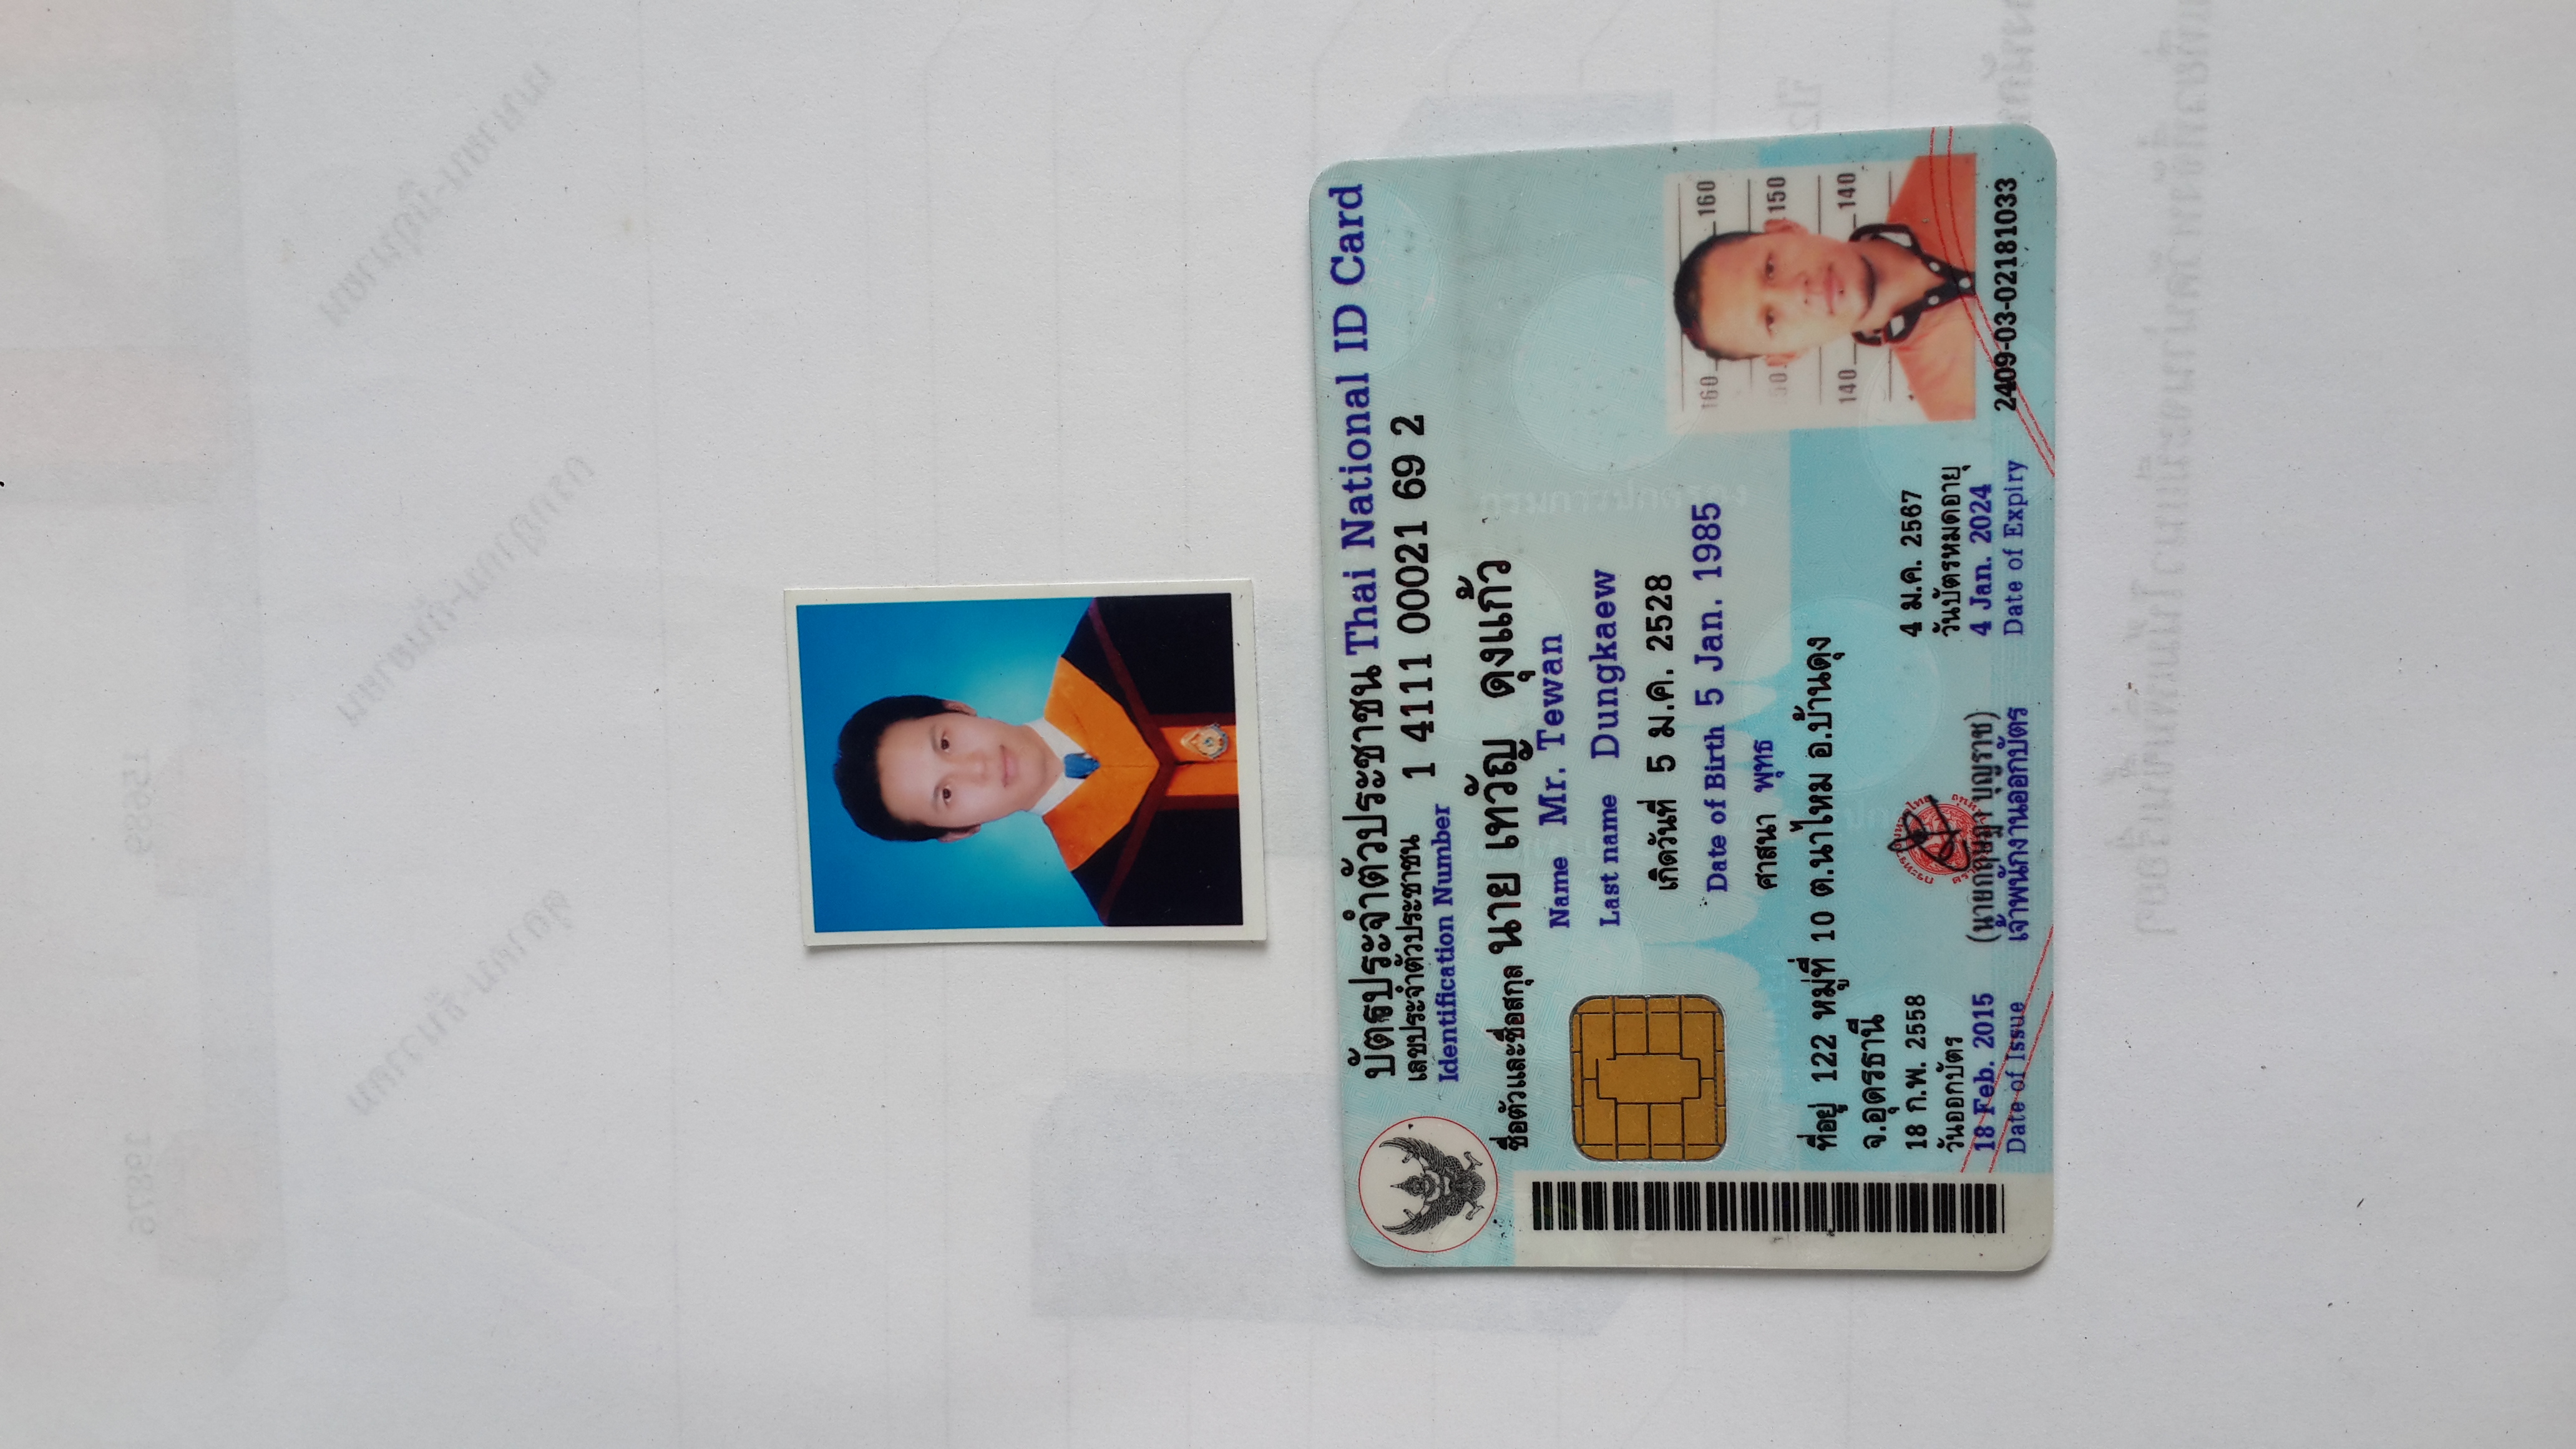 19876 15689
บัตรประจำตัวประชาชน Thai National ID Card
เลขประจำตัวประชาชน 1 4111 00021 69 2
Identification Number
ชื่อตัวและชื่อสกุล นาย เทวัญ ดุงแก้ว
Name Mr. Tewan
Last name Dungkaew
เกิดวันที่ 5 ม.ค. 2528
Date of Birth 5 Jan. 1985
ศาสนา พุทธ
ที่อยู่ 122 หมู่ที่ 10 ต.นาไหม อ.บ้านดุง
จ.อุดรธานี
160 160
150
140 140
18 ก.พ. 2558
วันออกบัตร
18 Feb. 2015
Date of Issue
(นายกฤษฎา บุญราช)
เจ้าพนักงานออกบัตร
4 ม.ค. 2567
วันบัตรหมดอายุ
4 Jan. 2024
Date of Expiry
2409-03-02181033